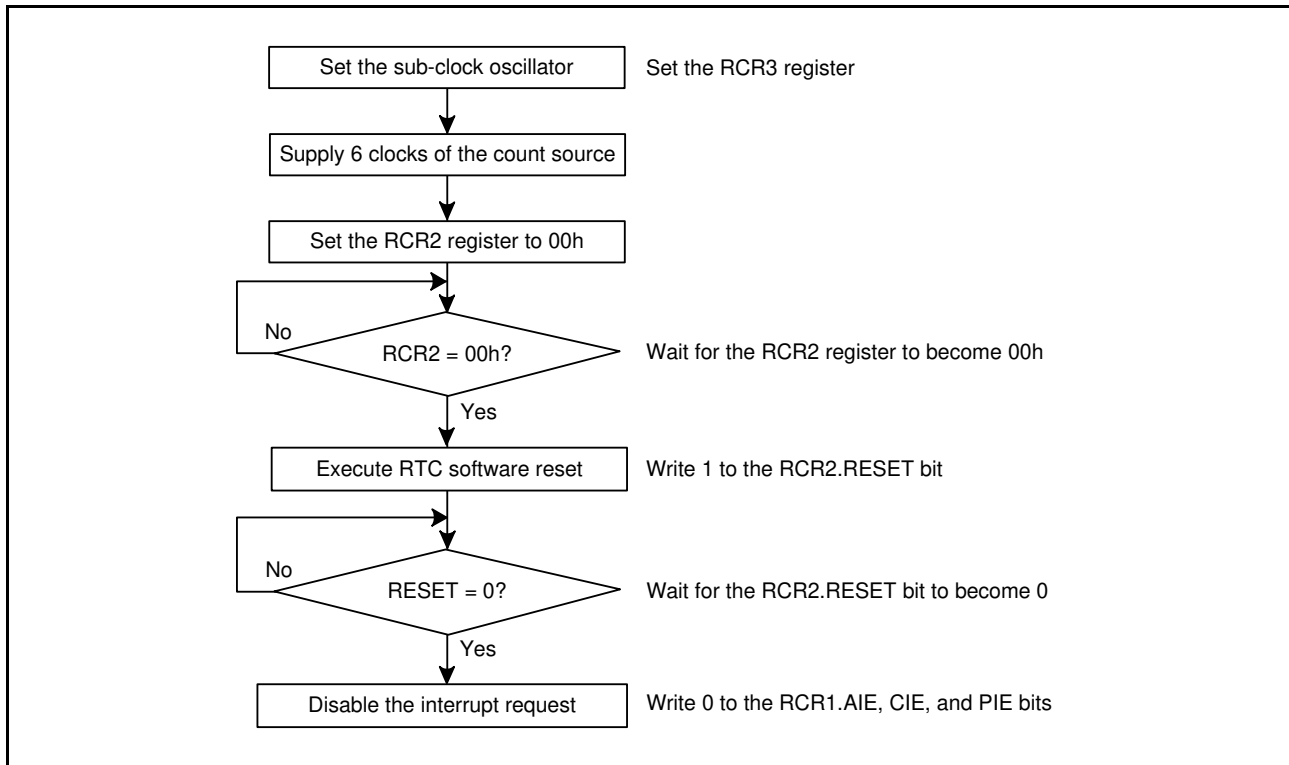 Set the sub-clock oscillator
Set the RCR3 register
Supply 6 clocks of the count source
Set the RCR2 register to 00h
No
RCR2 = 00h?
Wait for the RCR2 register to become 00h
Yes
Execute RTC software reset
Write 1 to the RCR2.RESET bit
No
RESET = 0?
Wait for the RCR2.RESET bit to become 0
Yes
Disable the interrupt request
Write 0 to the RCR1.AIE, CIE, and PIE bits